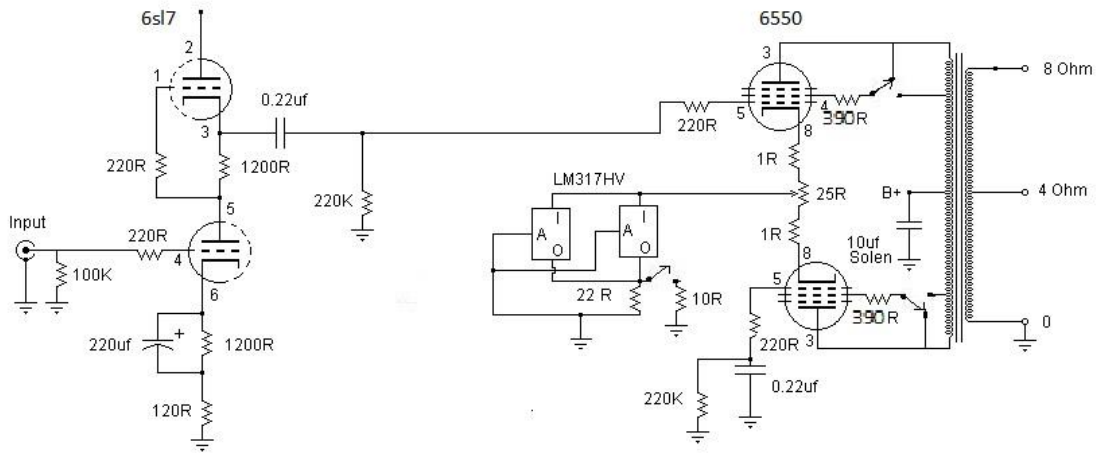 6sl7
6550
2
3
8 Ohm
1
0.22uf
4
5
220R
390R
3
8
1R
220R
1200R
LM317HV
220K
25R
B+
4 Ohm
5
I
I
Input
A
A
1R
220R
O
O
10uf
Solen
4
8
100K
5
22 R
10R
390R
6
+
220uf
1200R
220R
3
0
0.22uf
220K
120R